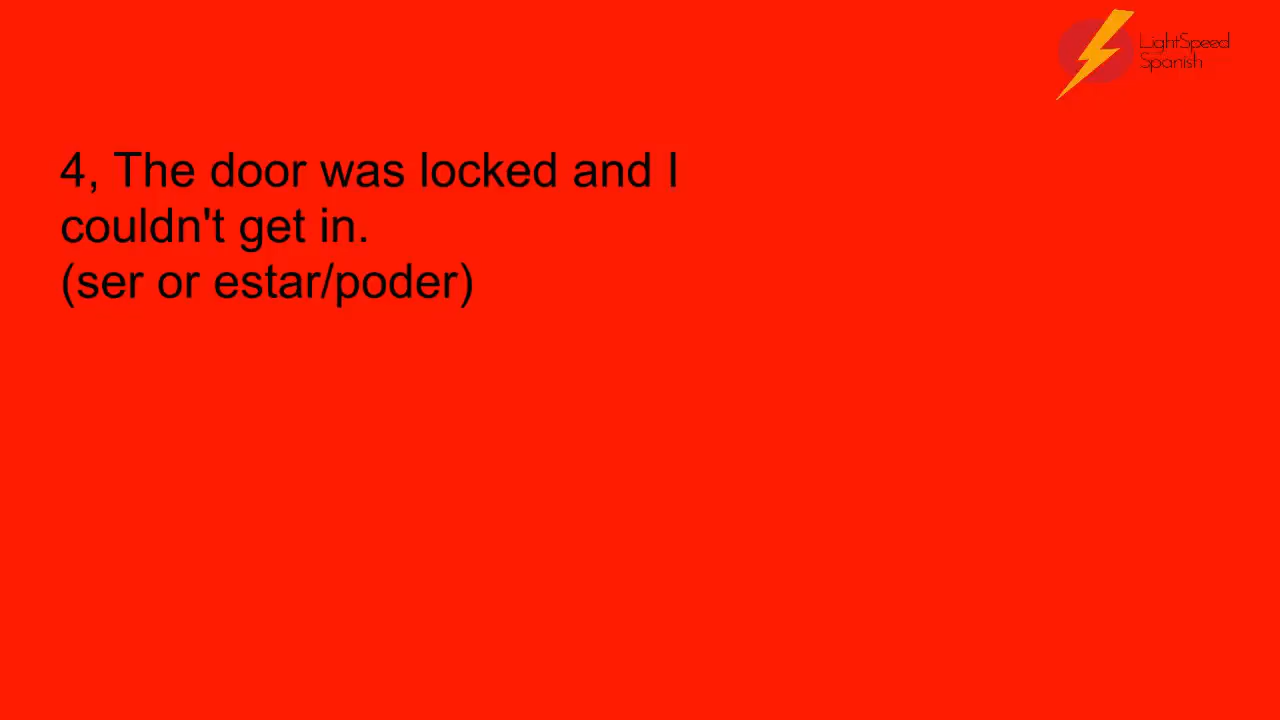 LightSpeed
Spanish
4, The door was locked and I
couldn't get in.
(ser or estar/poder)